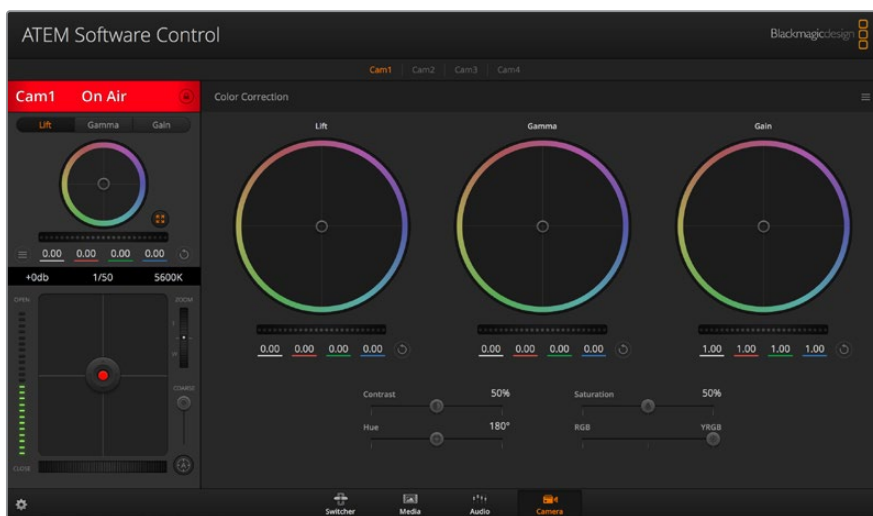 ATEM Software Control
Blackmagicdesign
Cam1 Cam2 Cam3 Cam4
Cam1 On Air
Color Correction
Lift Gamma Gain
Lift Gamma Gain
0.00 0.00 0.00 0.00
+0db 1/50 5600K
OPEN
ZOOM
T
W
COARSE
CLOSE
A
0.00 0.00 0.00 0.00
0.00 0.00 0.00 0.00
1.00 1.00 1.00 1.00
Contrast 50%
Saturation 50%
Hue 180°
RGB YRGB
Switcher Media Audio Camera